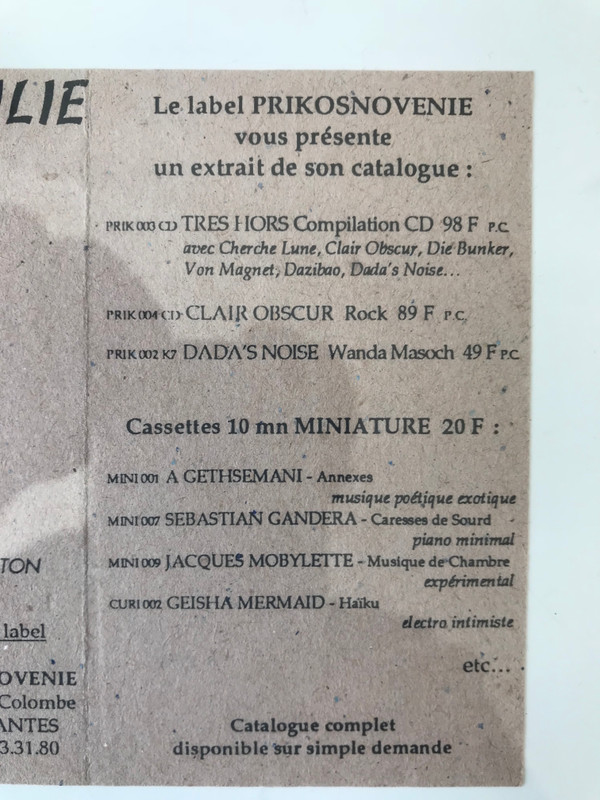 ILIE
Le label PRIKOSNOVENIE
vous présente
un extrait de son catalogue :
PRIK 003 CD TRES HORS Compilation CD 98 F P.C.
avec Cherche Lune, Clair Obscur, Die Bunker,
Von Magnet, Dazibao, Dada's Noise...
PRIK 004 CD CLAIR OBSCUR Rock 89 F P.C.
PRIK 002 K7 DADA'S NOISE Wanda Masoch 49 F P.C
Cassettes 10 mn MINIATURE 20 F :
MINI 001 A GETHSEMANI - Annexes
musique poétique exotique
MINI 007 SEBASTIAN GANDERA - Caresses de Sourd
piano minimal
MINI 009 JACQUES MOBYLETTE - Musique de Chambre
expérimental
CURI 002 GEISHA MERMAID - Haïku
electro intimiste
etc...
Catalogue complet
disponible sur simple demande
TON
label
OVENIE
Colombe
ANTES
3.31.80